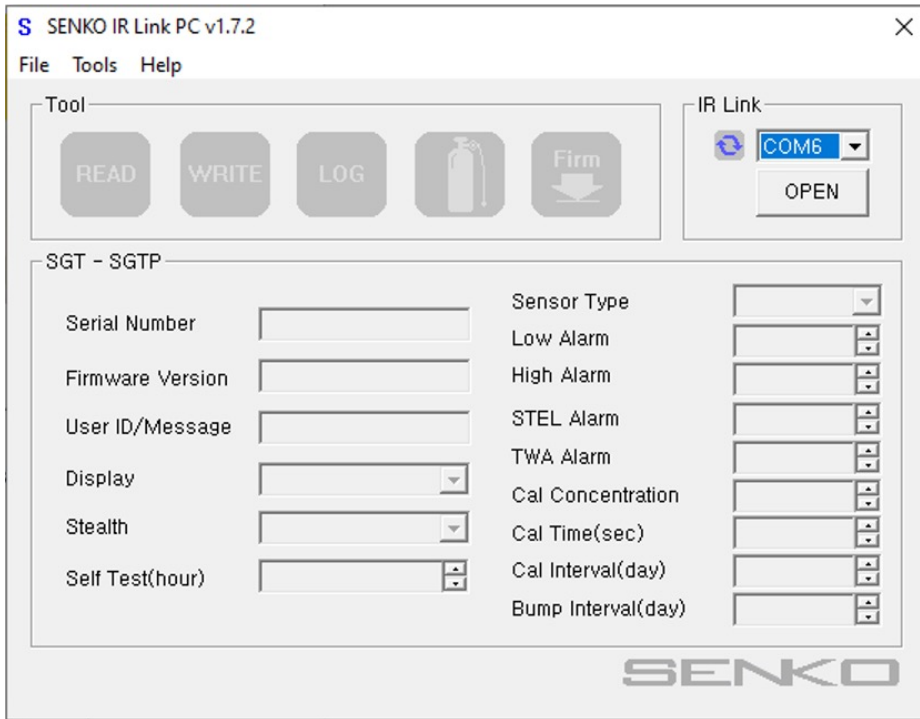 S SENKO IR Link PC v1.7.2
File Tools Help
Tool
READ
WRITE
LOG
Firm
IR Link
COM6
OPEN
SGT - SGTP
Serial Number
Firmware Version
User ID/Message
Display
Stealth
Self Test(hour)
Sensor Type
Low Alarm
High Alarm
STEL Alarm
TWA Alarm
Cal Concentration
Cal Time(sec)
Cal Interval(day)
Bump Interval(day)
SENKO